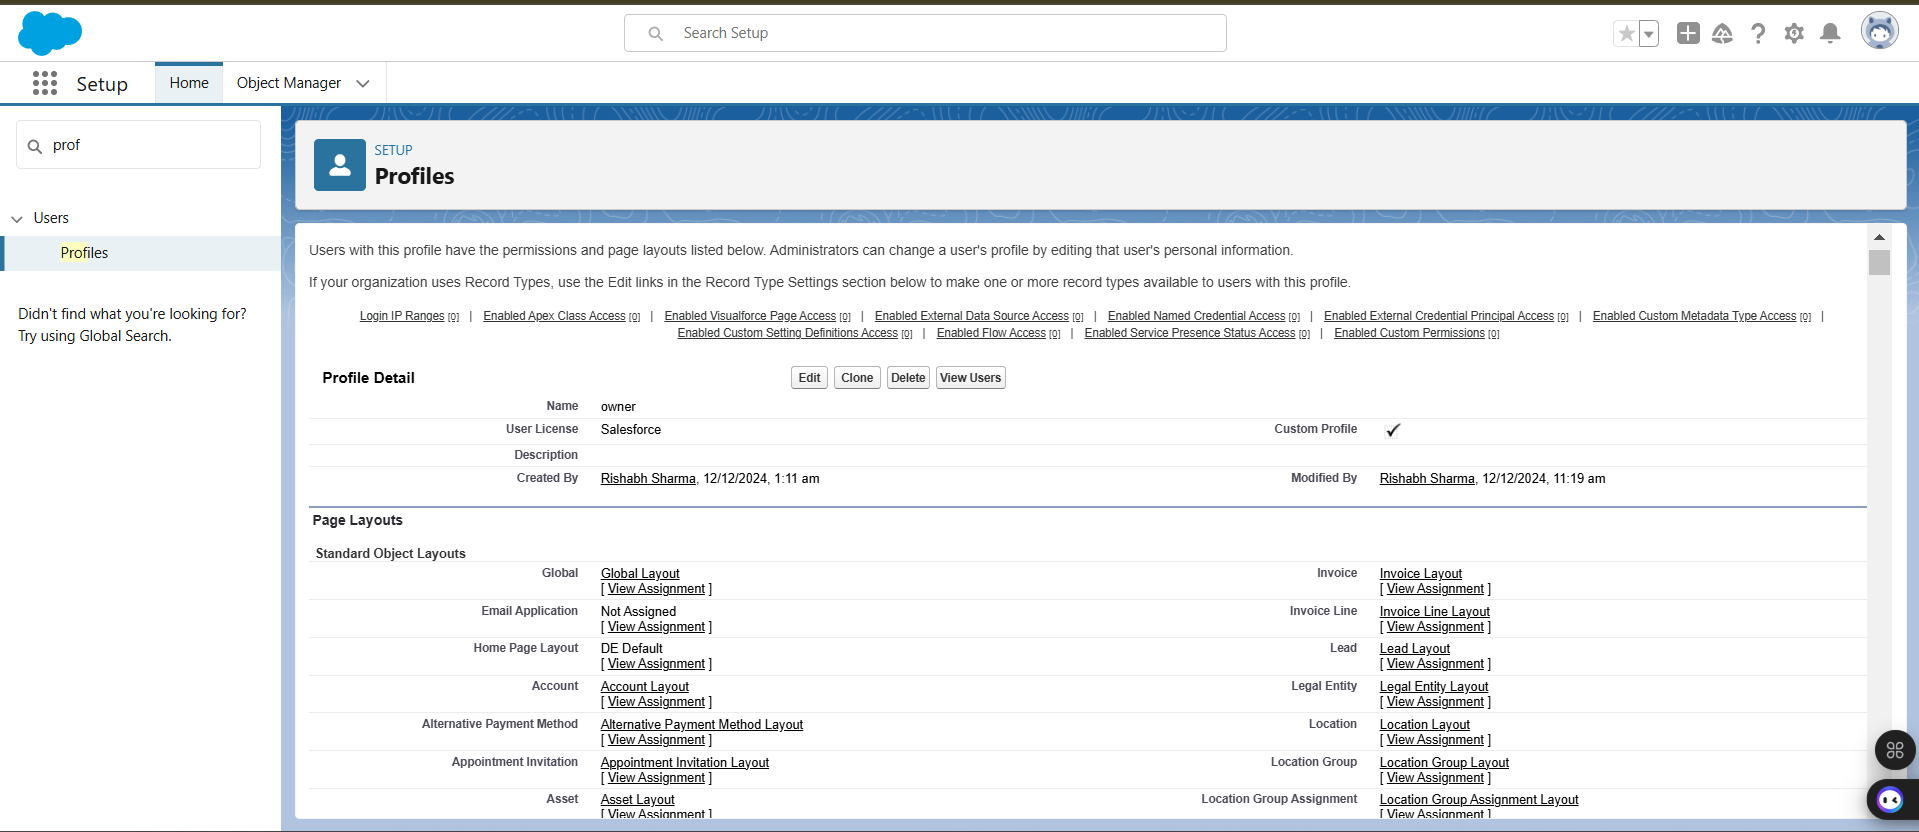 Search Setup
Setup
Home
Object Manager
prof
Users
Profiles
Didn't find what you're looking for?
Try using Global Search.
SETUP
Profiles
Users with this profile have the permissions and page layouts listed below. Administrators can change a user's profile by editing that user's personal information.
If your organization uses Record Types, use the Edit links in the Record Type Settings section below to make one or more record types available to users with this profile.
Login IP Ranges [0] | Enabled Apex Class Access [0] | Enabled Visualforce Page Access [0] | Enabled External Data Source Access [0] | Enabled Named Credential Access [0] | Enabled External Credential Principal Access [0] | Enabled Custom Metadata Type Access [0] |
Enabled Custom Setting Definitions Access [0] | Enabled Flow Access [0] | Enabled Service Presence Status Access [0] | Enabled Custom Permissions [0]
Profile Detail Edit Clone Delete View Users
Name owner
User License Salesforce Custom Profile ✓
Description
Created By Rishabh Sharma, 12/12/2024, 1:11 am Modified By Rishabh Sharma, 12/12/2024, 11:19 am
Page Layouts
Standard Object Layouts
Global Global Layout Invoice Invoice Layout
[ View Assignment ] [ View Assignment ]
Email Application Not Assigned Invoice Line Invoice Line Layout
[ View Assignment ] [ View Assignment ]
Home Page Layout DE Default Lead Lead Layout
[ View Assignment ] [ View Assignment ]
Account Account Layout Legal Entity Legal Entity Layout
[ View Assignment ] [ View Assignment ]
Alternative Payment Method Alternative Payment Method Layout Location Location Layout
[ View Assignment ] [ View Assignment ]
Appointment Invitation Appointment Invitation Layout Location Group Location Group Layout
[ View Assignment ] [ View Assignment ]
Asset Asset Layout Location Group Assignment Location Group Assignment Layout
[ View Assignment ] [ View Assignment ]